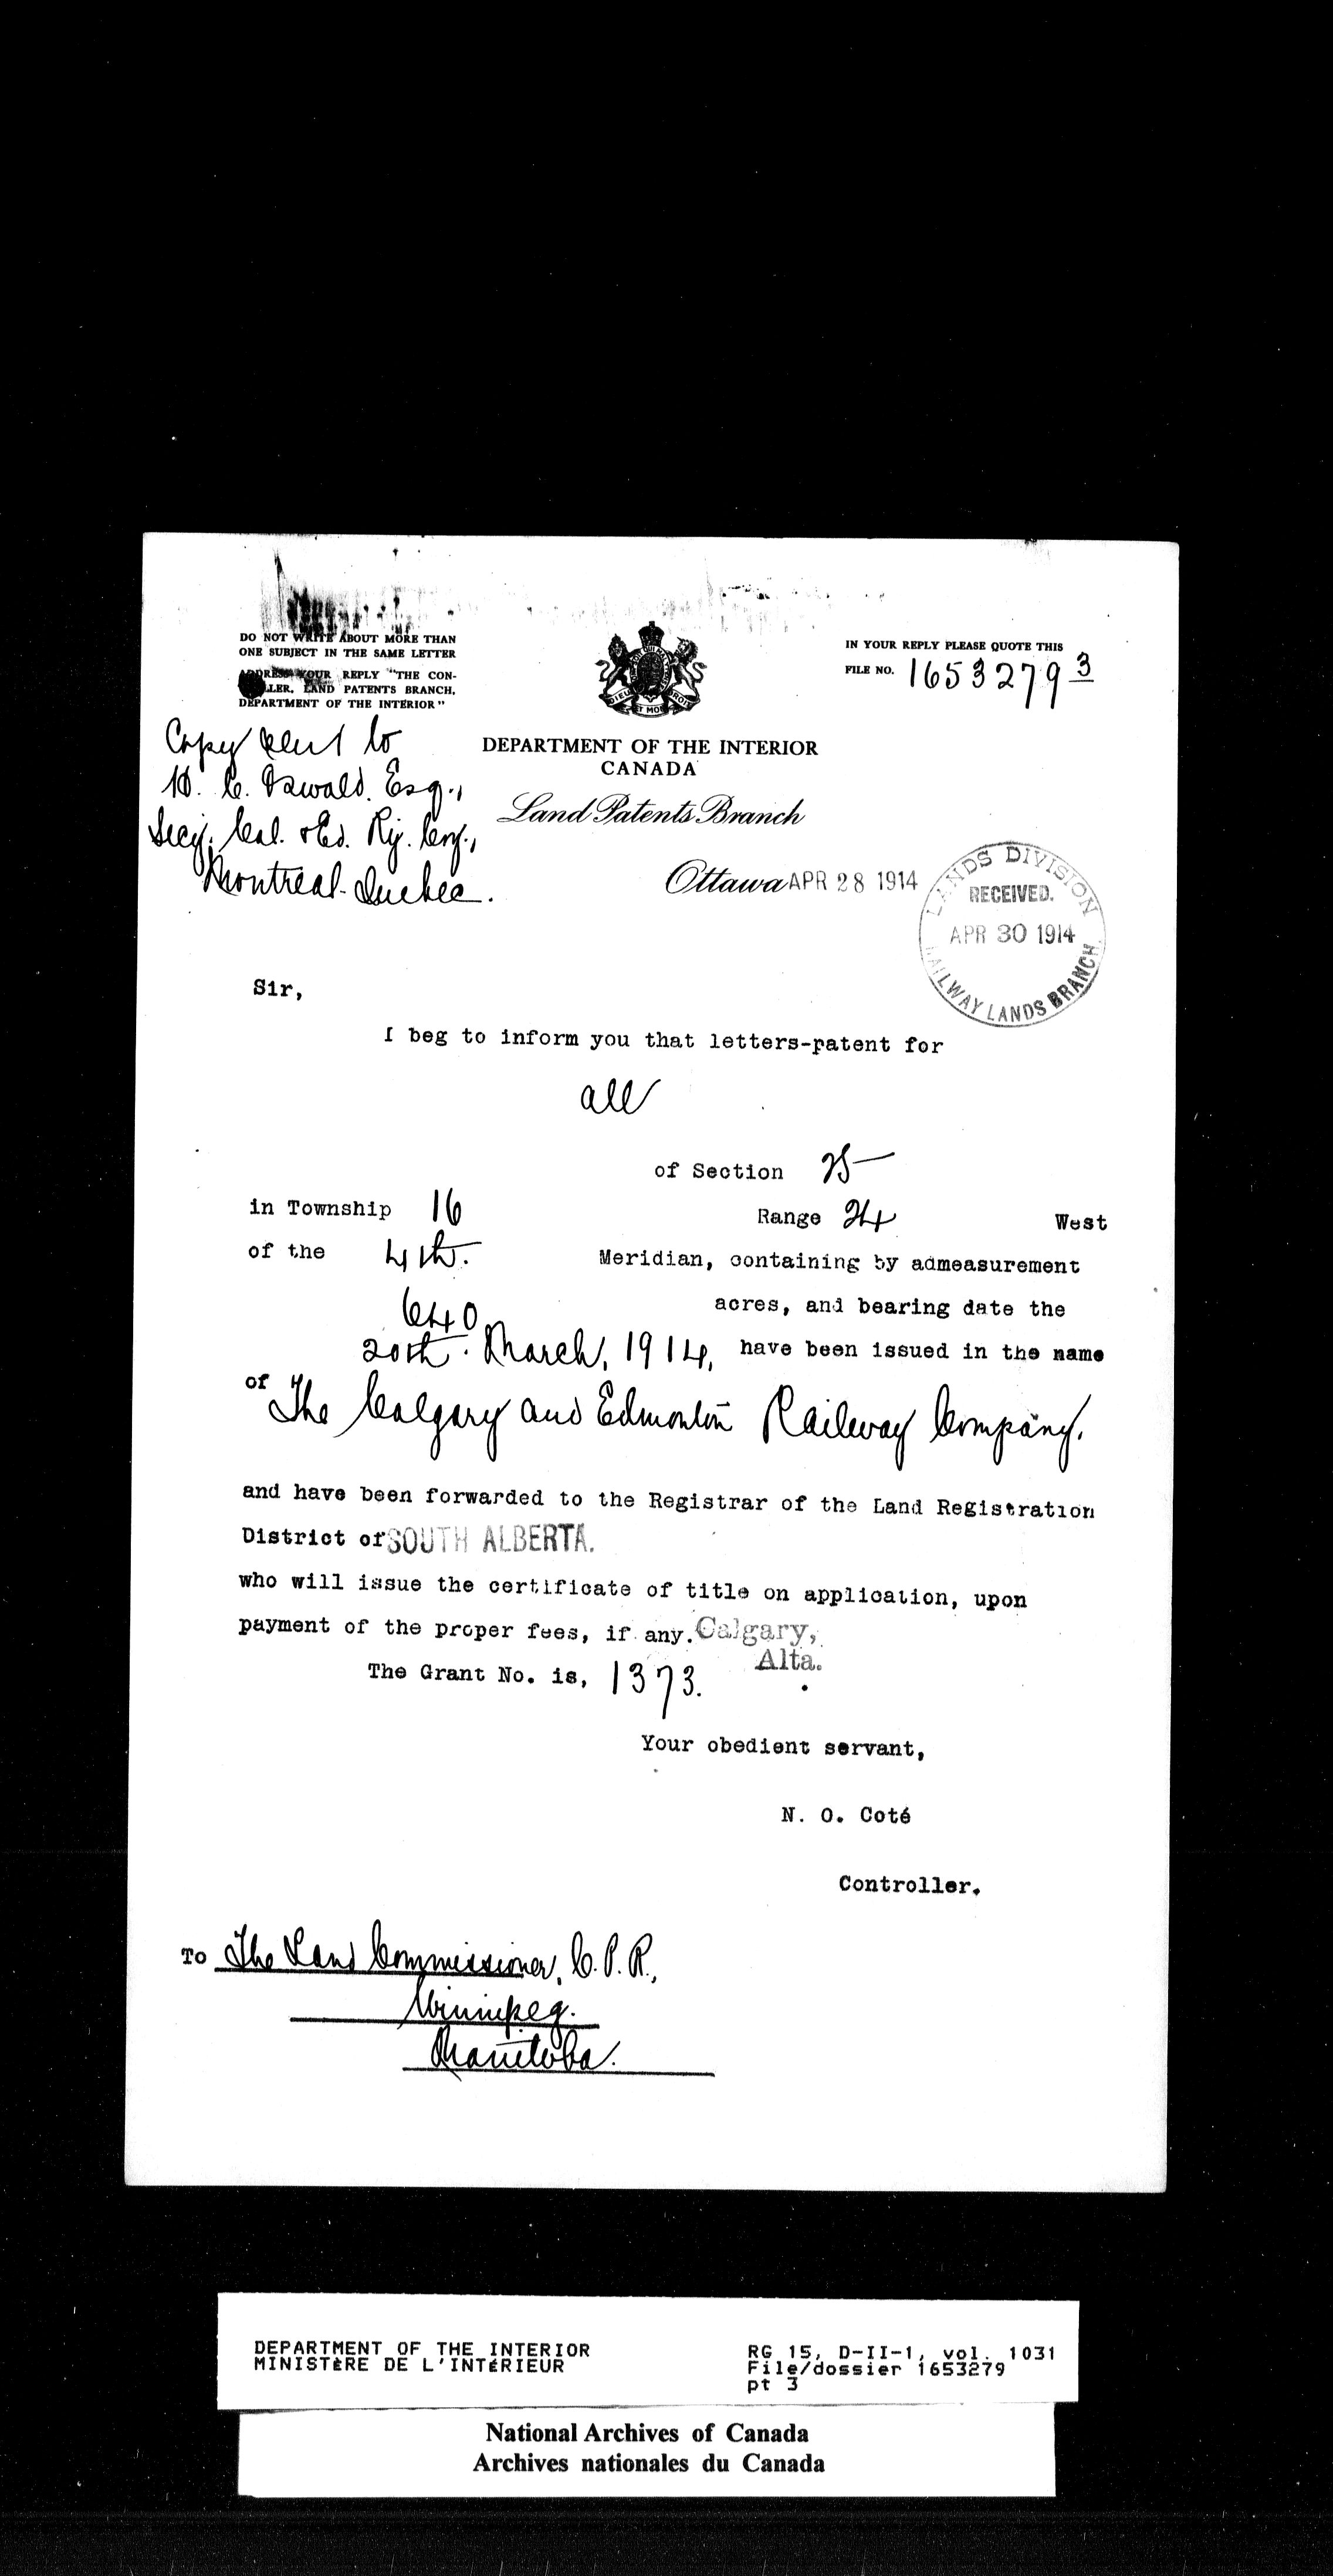 DO NOT WRITE ABOUT MORE THAN
ONE SUBJECT IN THE SAME LETTER
YOUR REPLY "THE CON-
LER, LAND PATENTS BRANCH,
DEPARTMENT OF THE INTERIOR"
IN YOUR REPLY PLEASE QUOTE THIS
FILE NO. 1653279 3
DIEU ET MON DROIT
Copy sent to
Oswald. Esq.,
Secy. Cal. & Ed. Ry. Coy.,
Montreal - Quebec.
DEPARTMENT OF THE INTERIOR
CANADA
Land Patents Branch
Ottawa APR 28 1914
LANDS DIVISION
RECEIVED.
APR 30 1914
RAILWAY LANDS BRANCH
Sir,
I beg to inform you that letters-patent for
all
of Section 25
in Township 16 Range 24 West
of the 4th. Meridian, containing by admeasurement
640 acres, and bearing date the
20th. March, 1914, have been issued in the name
of The Calgary and Edmonton Railway Company.
and have been forwarded to the Registrar of the Land Registration
District of SOUTH ALBERTA.
who will issue the certificate of title on application, upon
payment of the proper fees, if any. Calgary,
Alta.
The Grant No. is, 1373.
Your obedient servant,
N. O. Coté
Controller.
To The Land Commissioner, C. P. R.,
Winnipeg.
Manitoba.
DEPARTMENT OF THE INTERIOR
MINISTÈRE DE L'INTÉRIEUR
RG 15, D-II-1, vol. 1031
File/dossier 1653279
pt 3
National Archives of Canada
Archives nationales du Canada